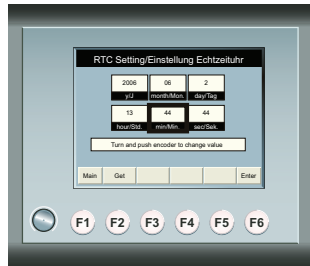 RTC Setting/Einstellung Echtzeituhr
2006 06 2
y/J month/Mon. day/Tag
13 44 44
hour/Std. min/Min. sec/Sek.
Turn and push encoder to change value
Main Get Enter
F1 F2 F3 F4 F5 F6